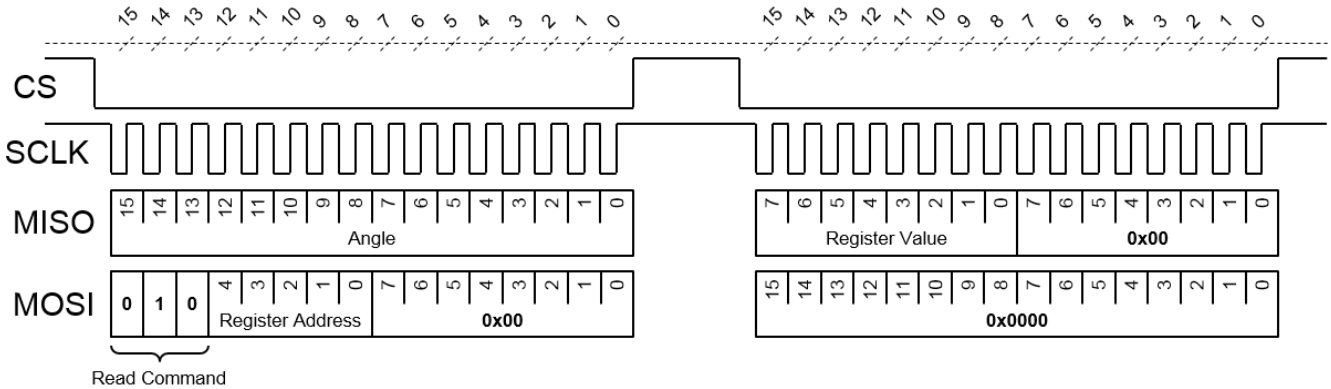 15 14 13 12 11 10 9 8 7 6 5 4 3 2 1 0 15 14 13 12 11 10 9 8 7 6 5 4 3 2 1 0
CS
SCLK
MISO 15 14 13 12 11 10 9 8 7 6 5 4 3 2 1 0 7 6 5 4 3 2 1 0 7 6 5 4 3 2 1 0
Angle Register Value 0x00
MOSI 0 1 0 4 3 2 1 0 7 6 5 4 3 2 1 0 15 14 13 12 11 10 9 8 7 6 5 4 3 2 1 0
Register Address 0x00 0x0000
Read Command